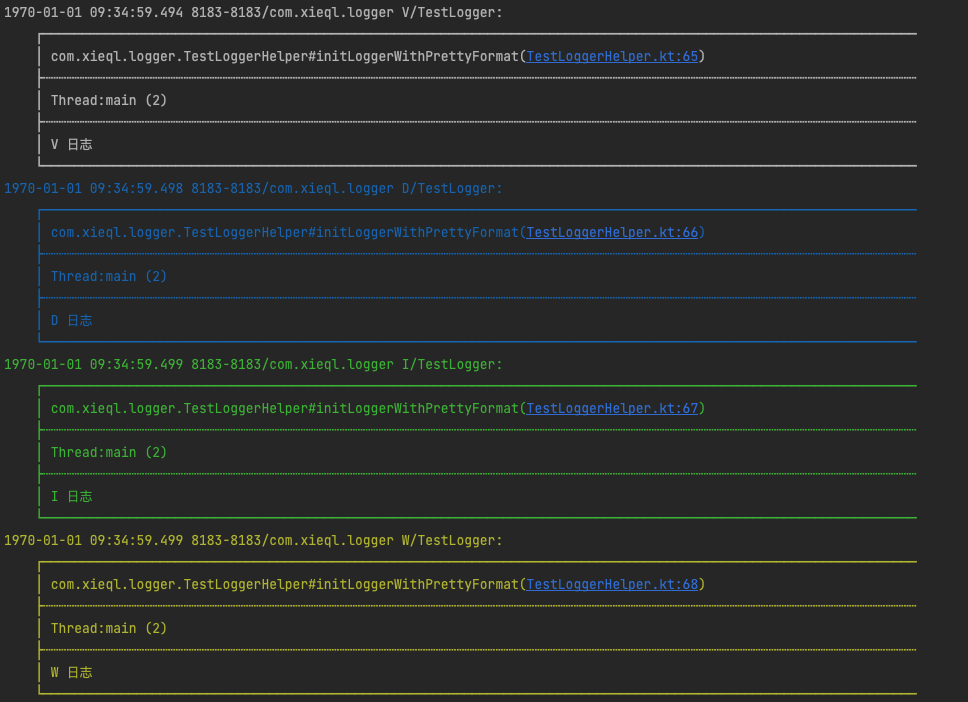 1970-01-01 09:34:59.494 8183-8183/com.xieql.logger V/TestLogger:
com.xieql.logger.TestLoggerHelper#initLoggerWithPrettyFormat(TestLoggerHelper.kt:65)
Thread:main (2)
V 日志
1970-01-01 09:34:59.498 8183-8183/com.xieql.logger D/TestLogger:
com.xieql.logger.TestLoggerHelper#initLoggerWithPrettyFormat(TestLoggerHelper.kt:66)
Thread:main (2)
D 日志
1970-01-01 09:34:59.499 8183-8183/com.xieql.logger I/TestLogger:
com.xieql.logger.TestLoggerHelper#initLoggerWithPrettyFormat(TestLoggerHelper.kt:67)
Thread:main (2)
I 日志
1970-01-01 09:34:59.499 8183-8183/com.xieql.logger W/TestLogger:
com.xieql.logger.TestLoggerHelper#initLoggerWithPrettyFormat(TestLoggerHelper.kt:68)
Thread:main (2)
W 日志